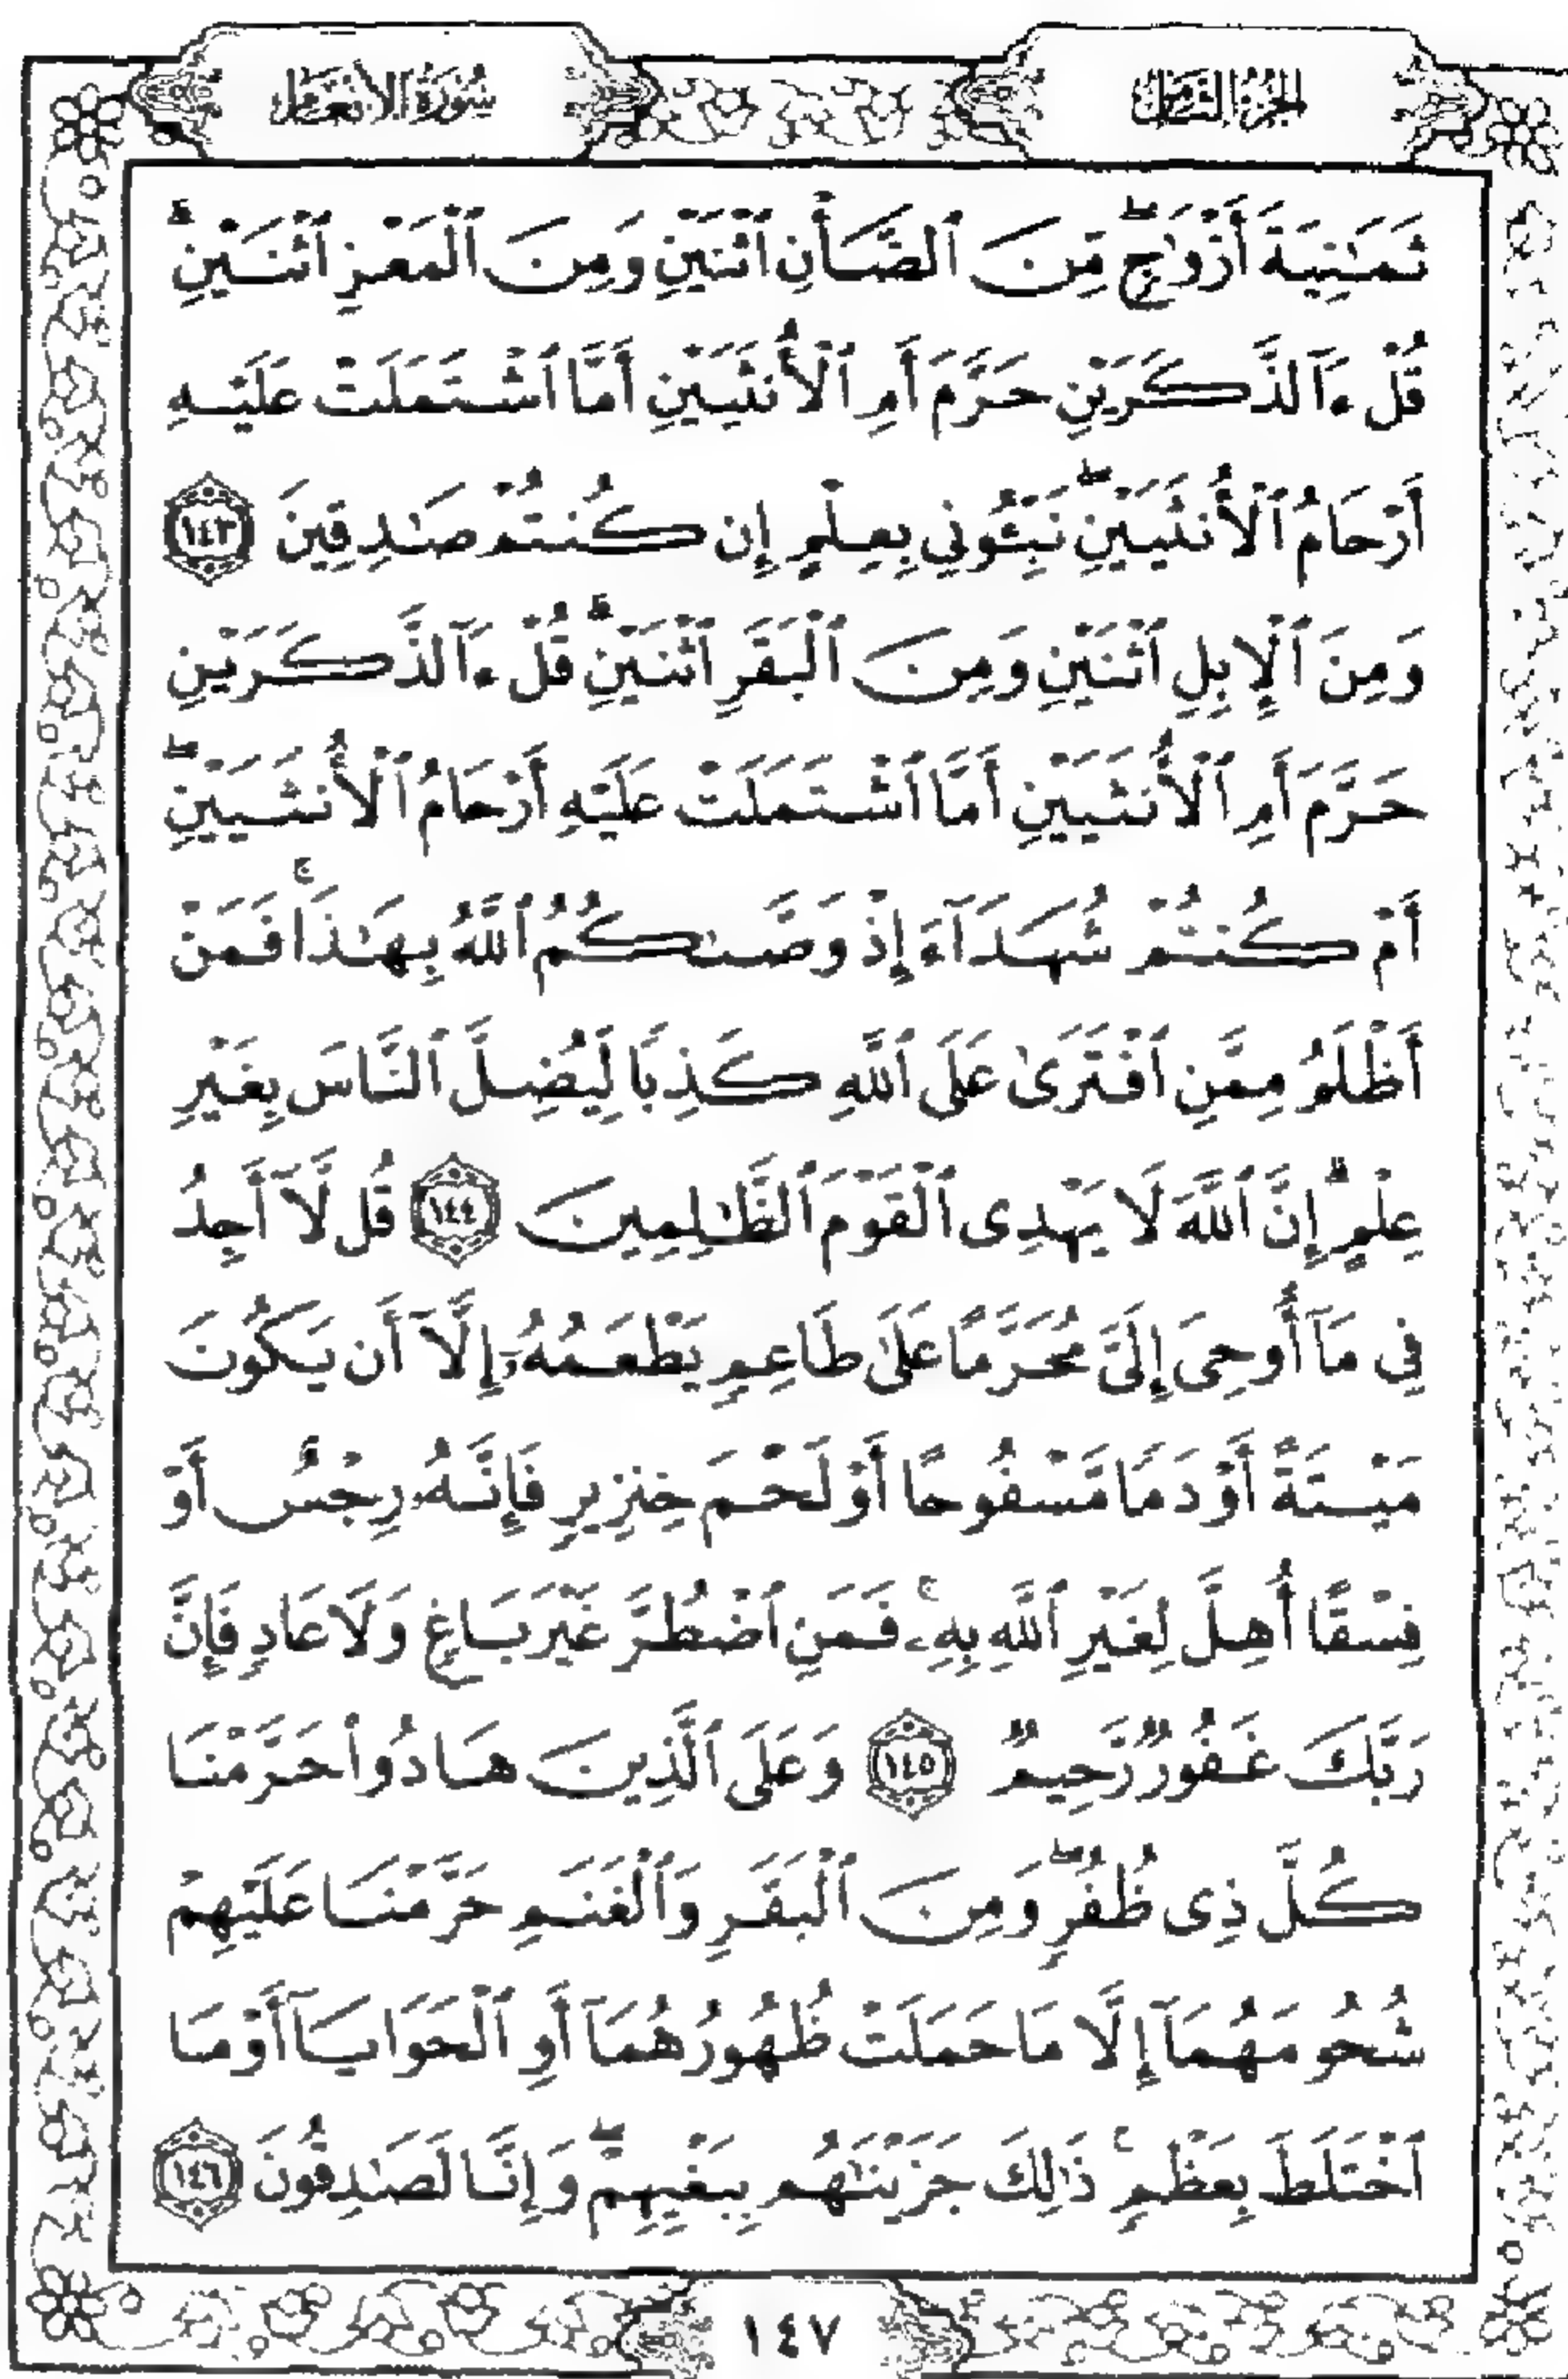 الجزء الثامن
سورة الأنعام
ثَمَٰنِيَةَ أَزْوَٰجٍۖ مِّنَ ٱلضَّأْنِ ٱثْنَيْنِ وَمِنَ ٱلْمَعْزِ ٱثْنَيْنِۗ
قُلْ ءَآلذَّكَرَيْنِ حَرَّمَ أَمِ ٱلْأُنثَيَيْنِ أَمَّا ٱشْتَمَلَتْ عَلَيْهِ
أَرْحَامُ ٱلْأُنثَيَيْنِۖ نَبِّـُٔونِي بِعِلْمٍ إِن كُنتُمْ صَٰدِقِينَ ١٤٣
وَمِنَ ٱلْإِبِلِ ٱثْنَيْنِ وَمِنَ ٱلْبَقَرِ ٱثْنَيْنِۗ قُلْ ءَآلذَّكَرَيْنِ
حَرَّمَ أَمِ ٱلْأُنثَيَيْنِ أَمَّا ٱشْتَمَلَتْ عَلَيْهِ أَرْحَامُ ٱلْأُنثَيَيْنِۖ
أَمْ كُنتُمْ شُهَدَآءَ إِذْ وَصَّىٰكُمُ ٱللَّهُ بِهَٰذَاۚ فَمَنْ
أَظْلَمُ مِمَّنِ ٱفْتَرَىٰ عَلَى ٱللَّهِ كَذِبًا لِّيُضِلَّ ٱلنَّاسَ بِغَيْرِ
عِلْمٍۗ إِنَّ ٱللَّهَ لَا يَهْدِى ٱلْقَوْمَ ٱلظَّٰلِمِينَ ١٤٤ قُل لَّآ أَجِدُ
فِي مَآ أُوحِىَ إِلَىَّ مُحَرَّمًا عَلَىٰ طَاعِمٍ يَطْعَمُهُۥٓ إِلَّآ أَن يَكُونَ
مَيْتَةً أَوْ دَمًا مَّسْفُوحًا أَوْ لَحْمَ خِنزِيرٍ فَإِنَّهُۥ رِجْسٌ أَوْ
فِسْقًا أُهِلَّ لِغَيْرِ ٱللَّهِ بِهِۦۚ فَمَنِ ٱضْطُرَّ غَيْرَ بَاغٍ وَلَا عَادٍ فَإِنَّ
رَبَّكَ غَفُورٌ رَّحِيمٌ ١٤٥ وَعَلَى ٱلَّذِينَ هَادُوا۟ حَرَّمْنَا
كُلَّ ذِى ظُفُرٍۖ وَمِنَ ٱلْبَقَرِ وَٱلْغَنَمِ حَرَّمْنَا عَلَيْهِمْ
شُحُومَهُمَآ إِلَّا مَا حَمَلَتْ ظُهُورُهُمَآ أَوِ ٱلْحَوَايَآ أَوْ مَا
ٱخْتَلَطَ بِعَظْمٍۚ ذَٰلِكَ جَزَيْنَٰهُم بِبَغْيِهِمْۖ وَإِنَّا لَصَٰدِقُونَ ١٤٦
١٤٧